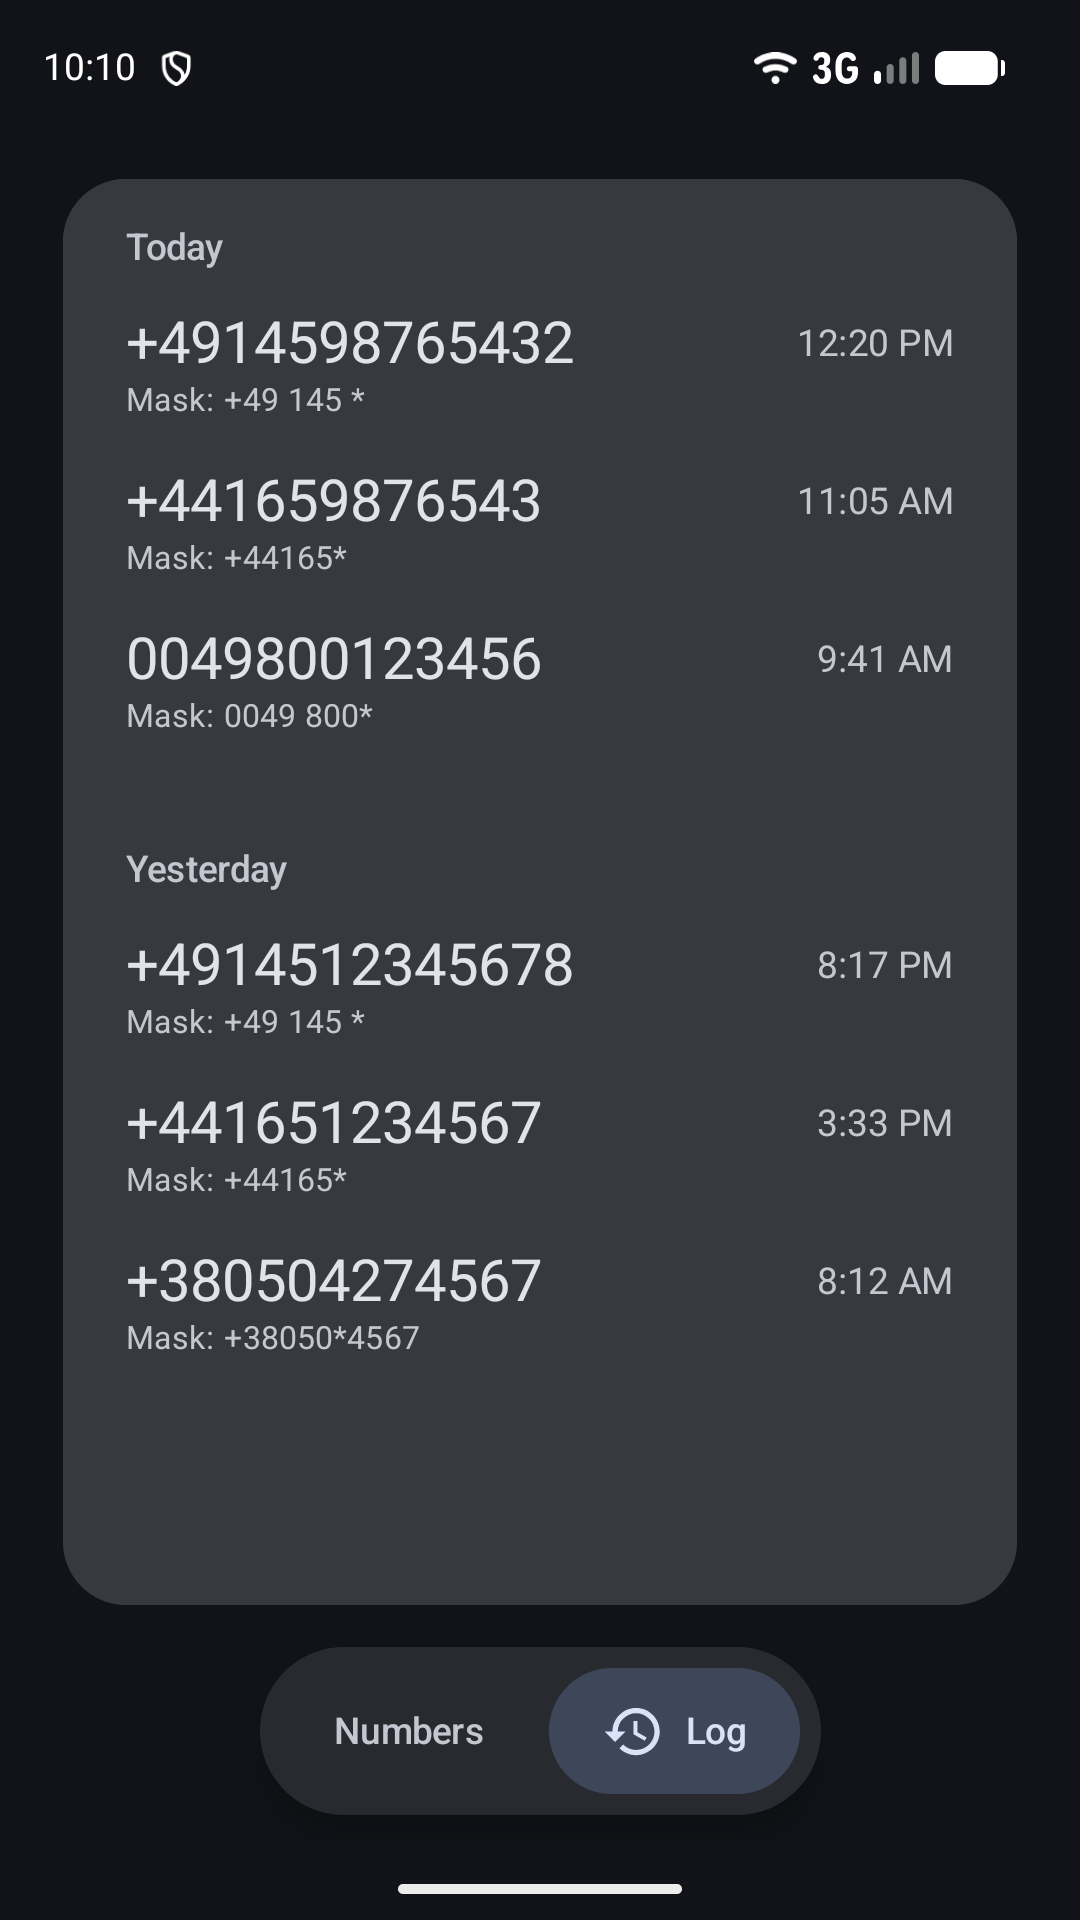 10:10
3G
Today
+4914598765432
12:20 PM
Mask: +49 145 *
+441659876543
11:05 AM
Mask: +44165*
0049800123456
9:41 AM
Mask: 0049 800*
Yesterday
+4914512345678
8:17 PM
Mask: +49 145 *
+441651234567
3:33 PM
Mask: +44165*
+380504274567
8:12 AM
Mask: +38050*4567
Numbers
Log